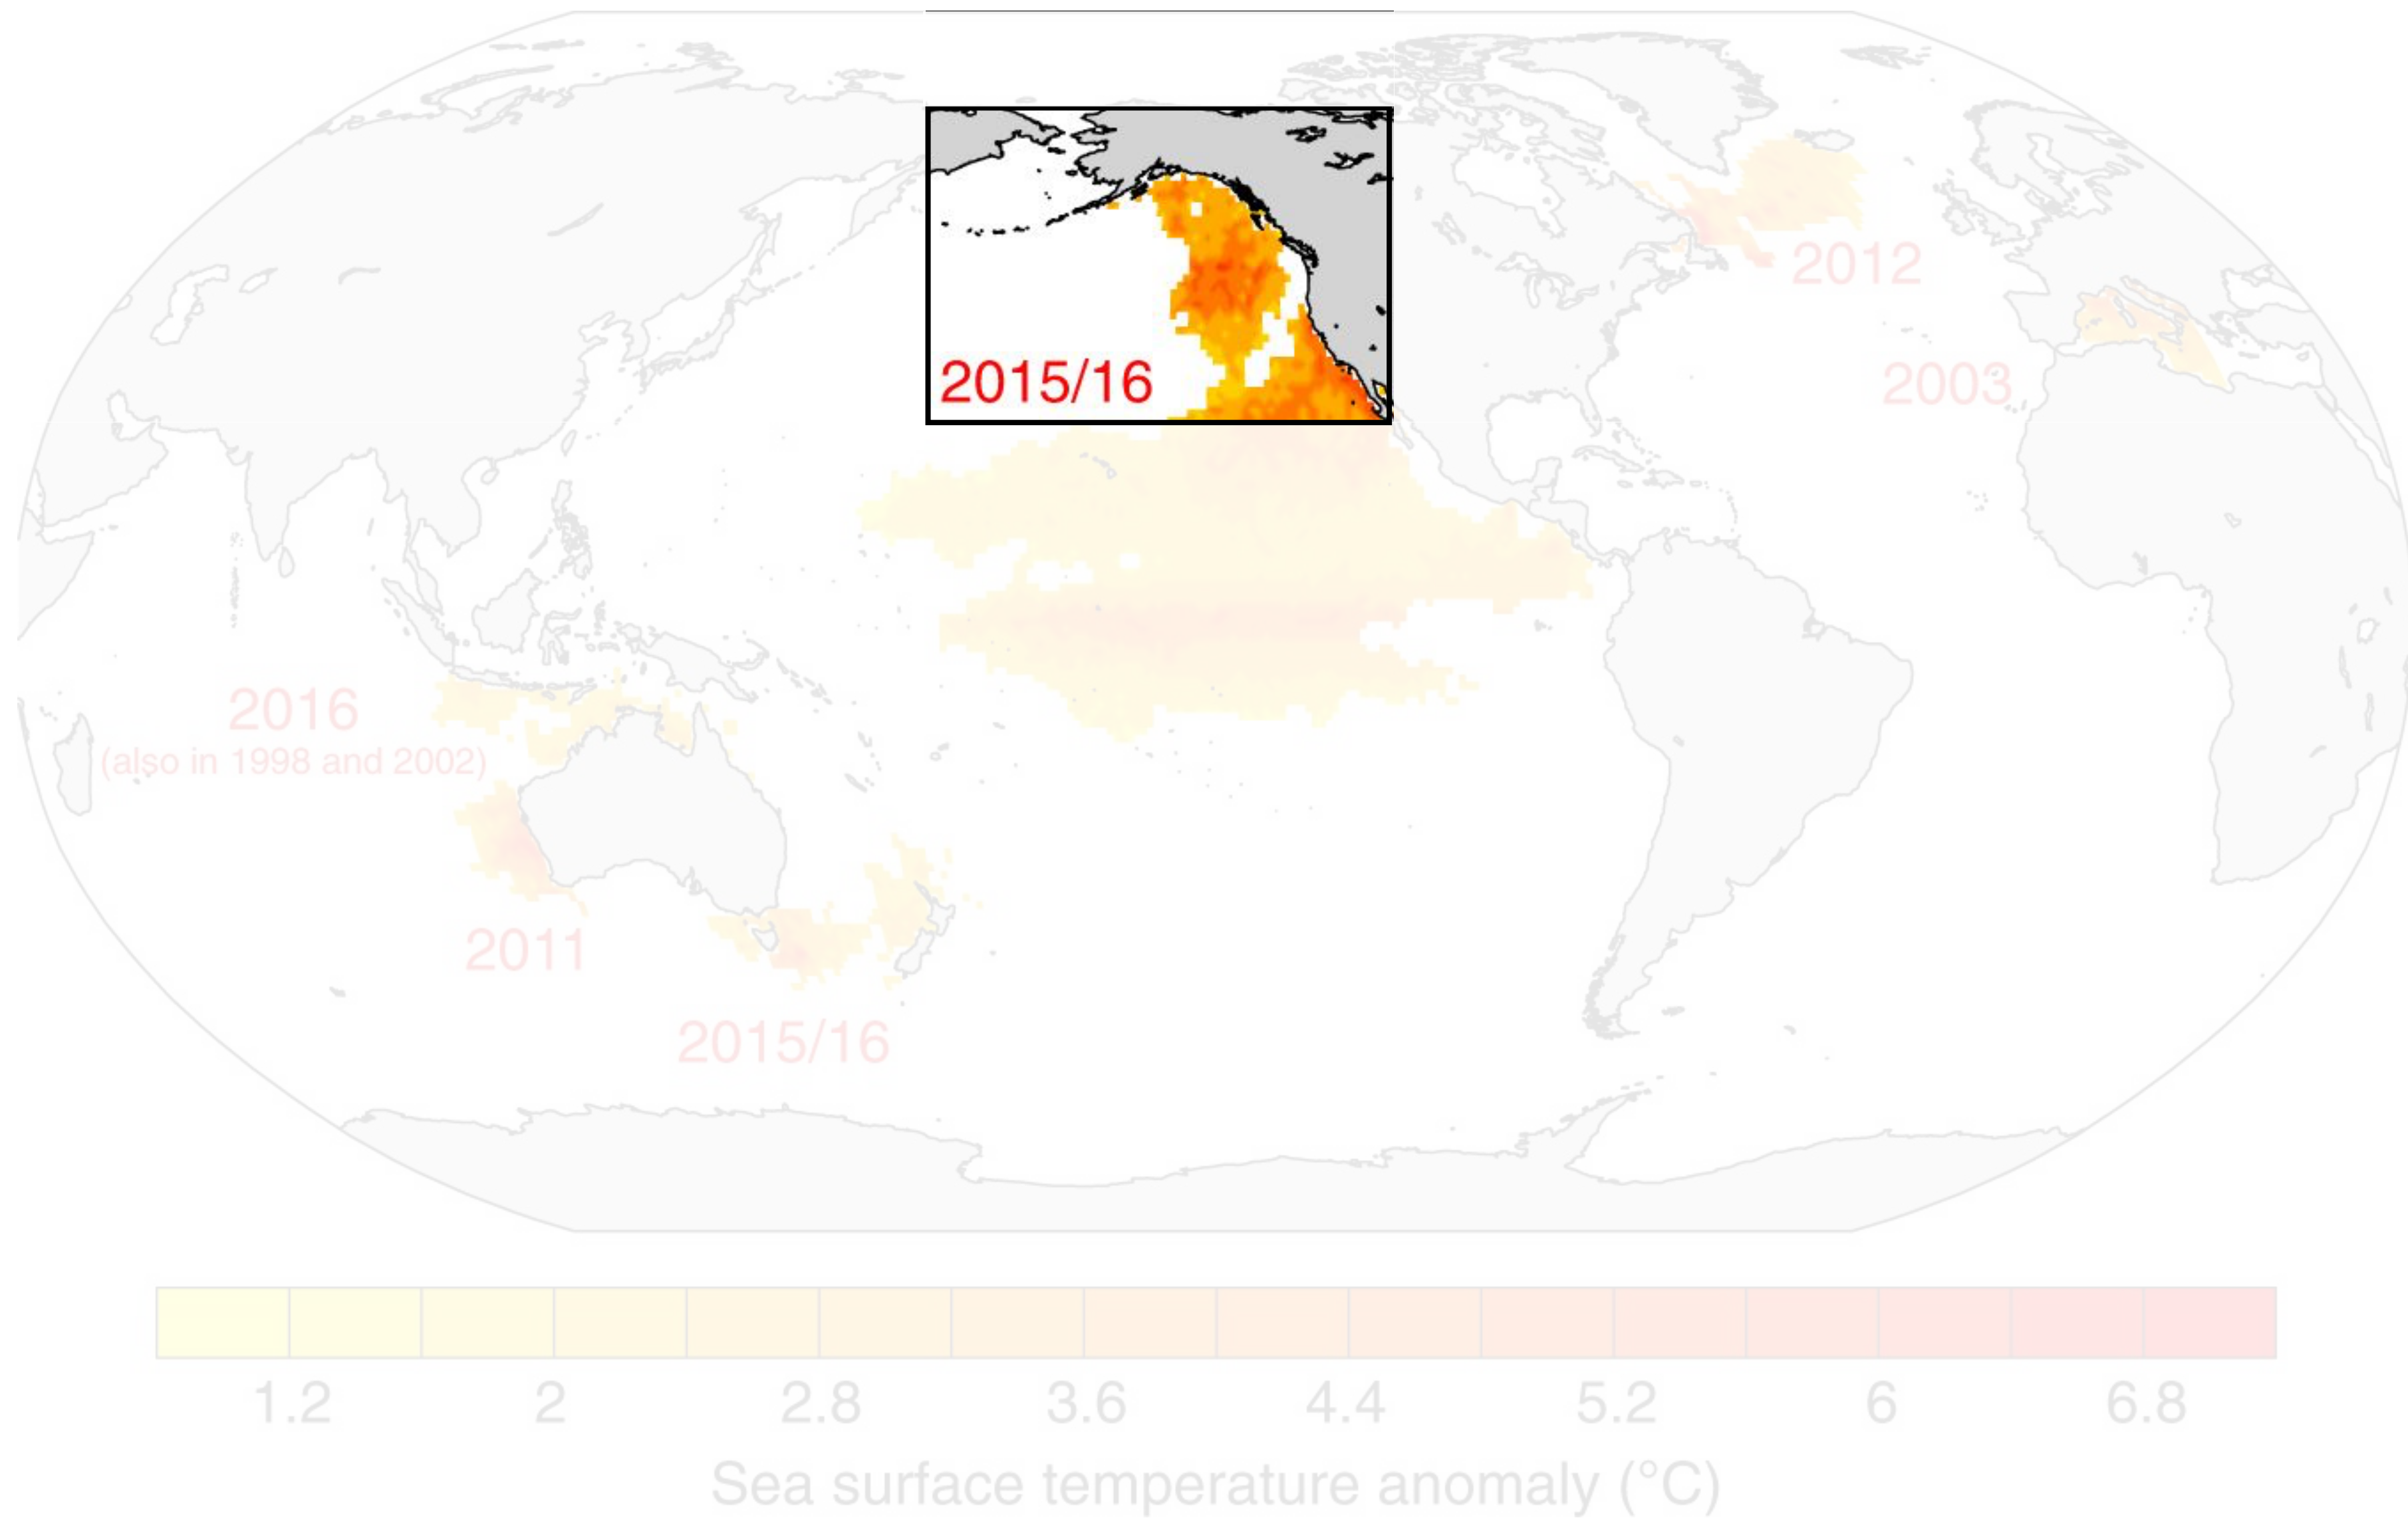 2012
2003
2015/16
2016
(also in 1998 and 2002)
2011
2015/16
1.2 2 2.8 3.6 4.4 5.2 6 6.8
Sea surface temperature anomaly (°C)